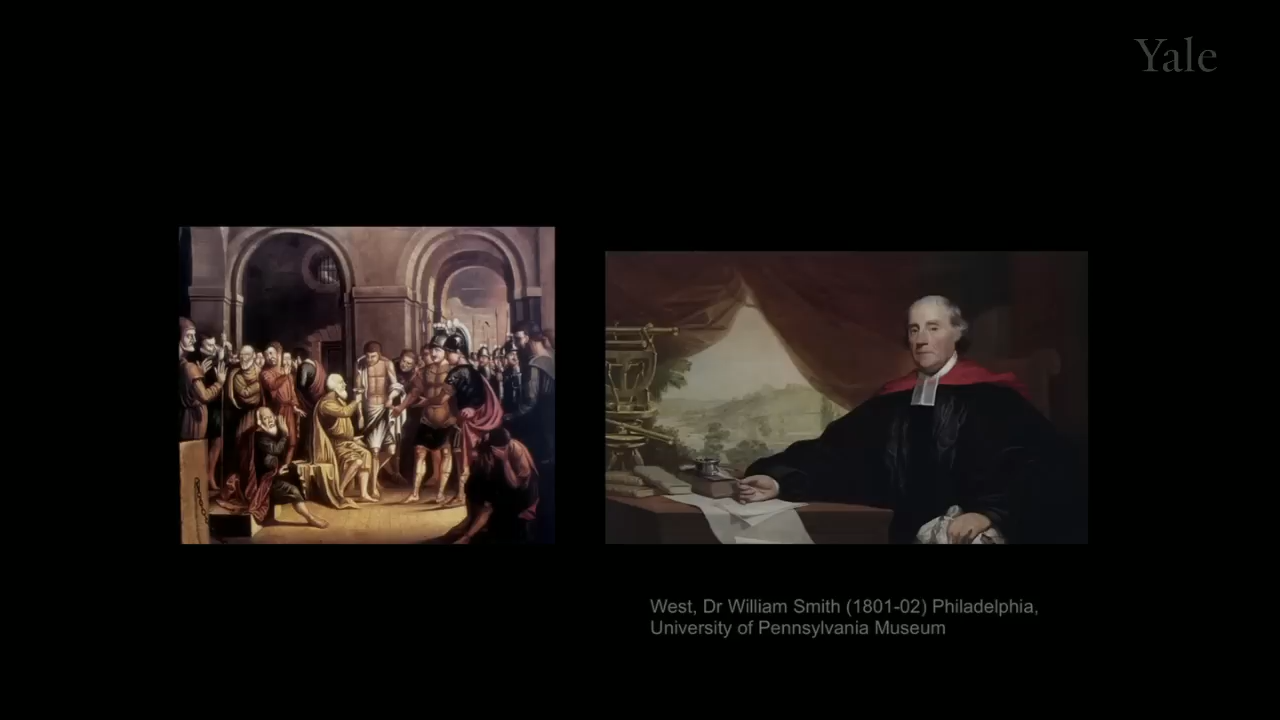 Yale
West, Dr William Smith (1801-02) Philadelphia,
University of Pennsylvania Museum